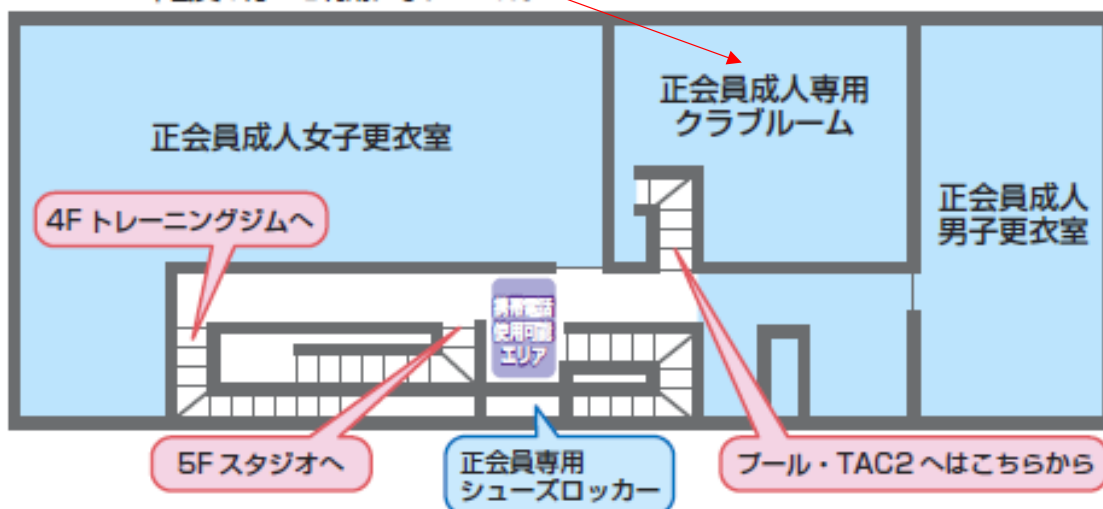 正会員成人専用
クラブルーム
正会員成人女子更衣室
正会員成人
男子更衣室
4F トレーニングジムへ
携帯電話
使用可能
エリア
5F スタジオへ
正会員専用
シューズロッカー
プール・TAC2 へはこちらから